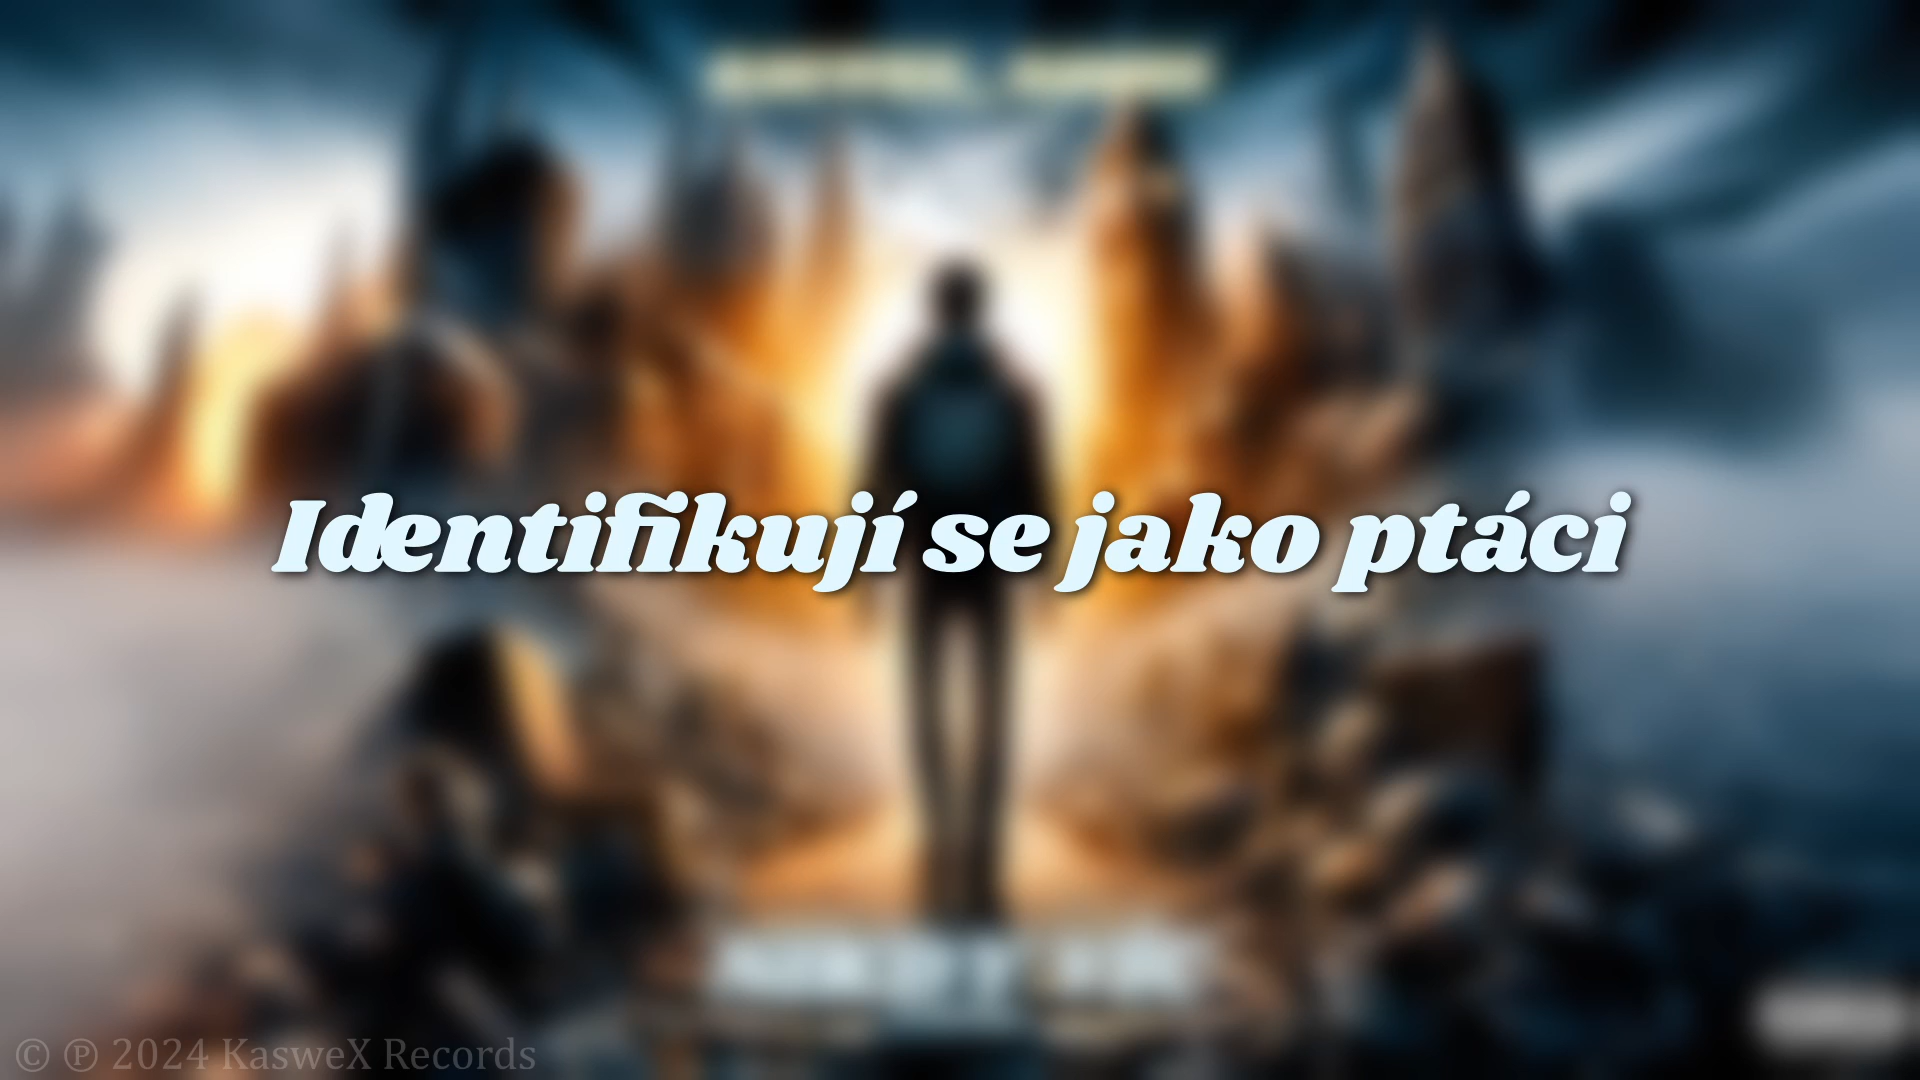 Identifikují se jako ptáci
© ℗ 2024 KasweX Records